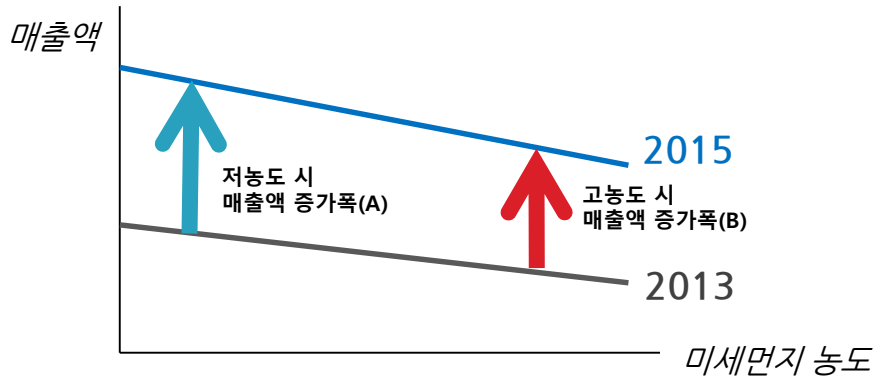 매출액
2015
저농도 시
매출액 증가폭(A)
고농도 시
매출액 증가폭(B)
2013
미세먼지 농도